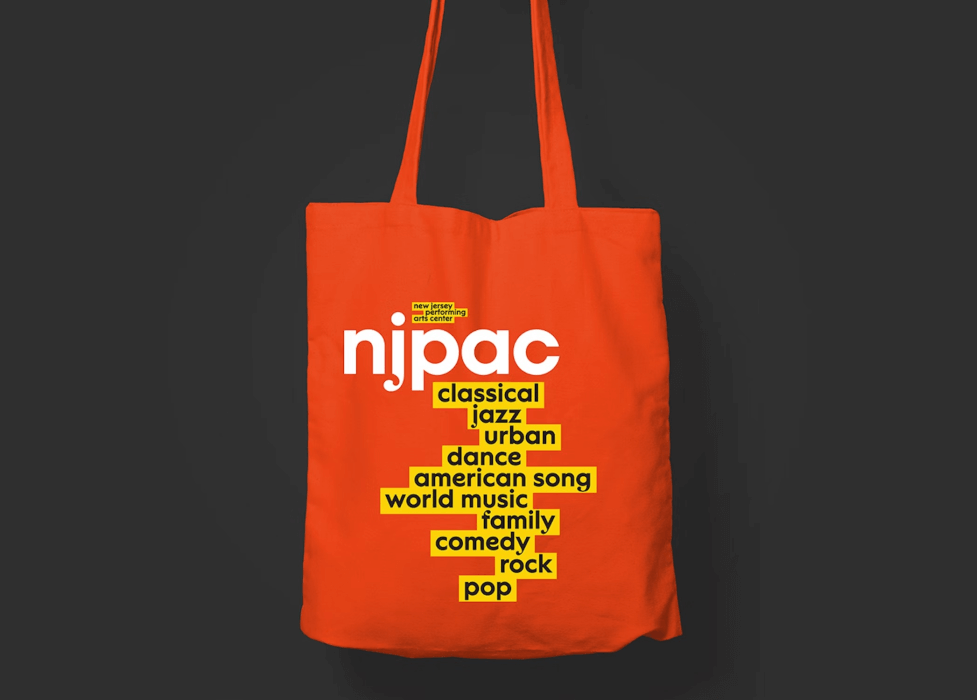 new jersey
performing
arts center
njpac
classical
jazz
urban
dance
american song
world music
family
comedy
rock
pop